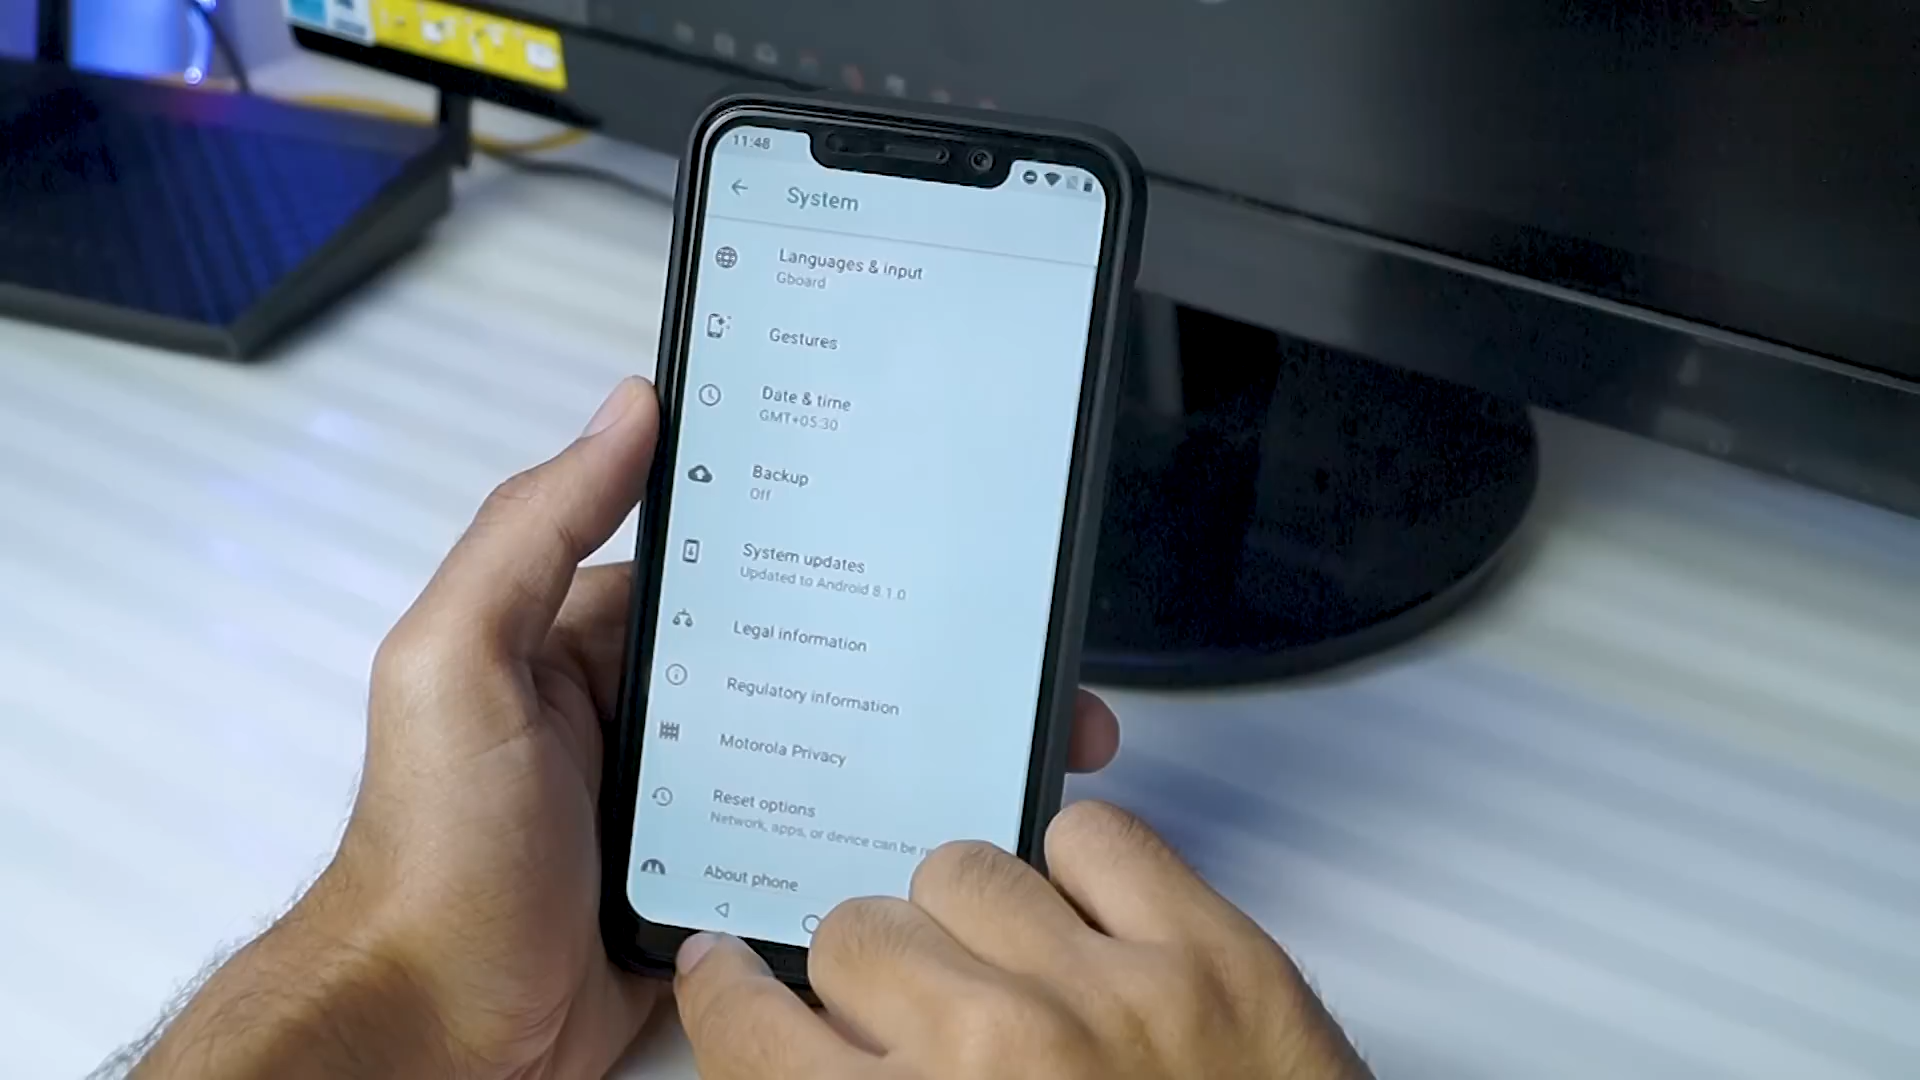 11:48
System
Languages & input
Gboard
Gestures
Date & time
GMT+05:30
Backup
Off
System updates
Updated to Android 8.1.0
Legal information
Regulatory information
Motorola Privacy
Reset options
Network, apps, or device can be
About phone